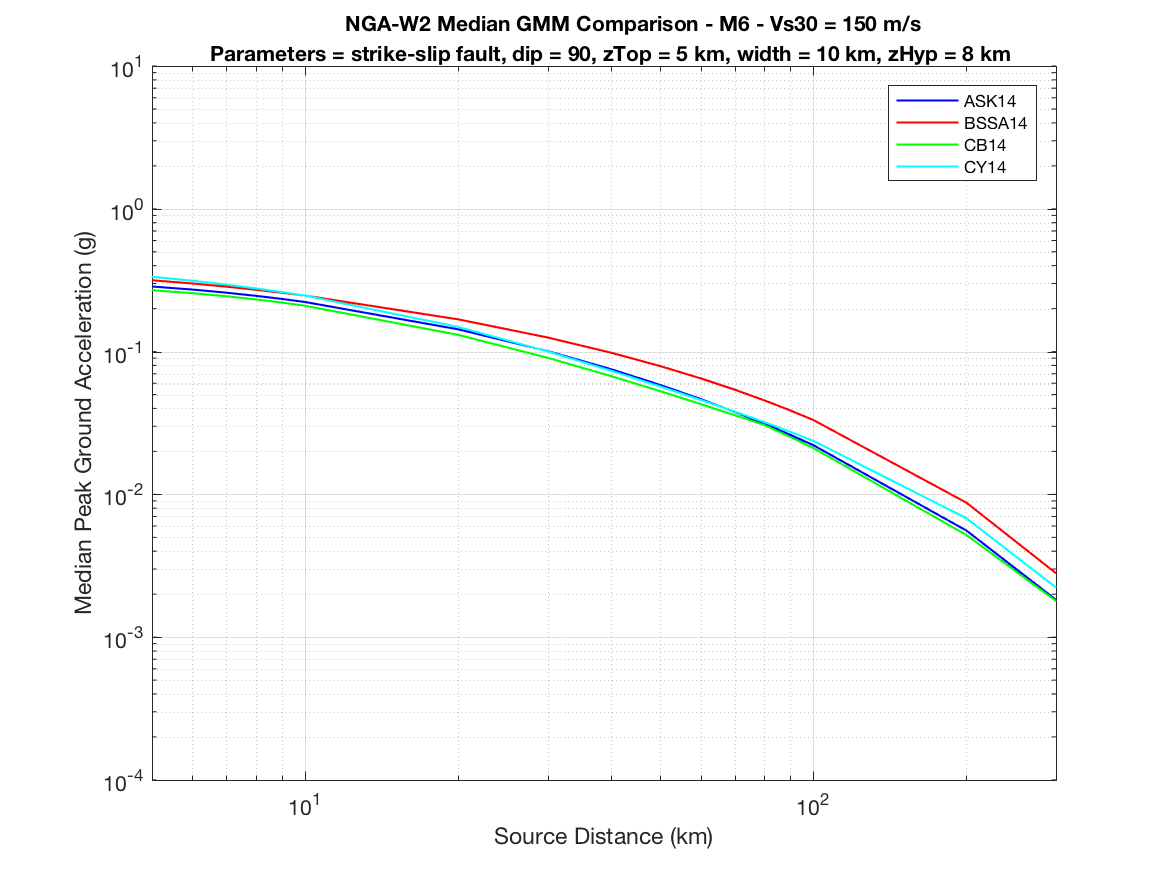 NGA-W2 Median GMM Comparison - M6 - Vs30 = 150 m/s
Parameters = strike-slip fault, dip = 90, zTop = 5 km, width = 10 km, zHyp = 8 km
10^1
ASK14
BSSA14
CB14
CY14
10^0
10^-1
10^-2
10^-3
10^-4
Median Peak Ground Acceleration (g)
10^1
10^2
Source Distance (km)